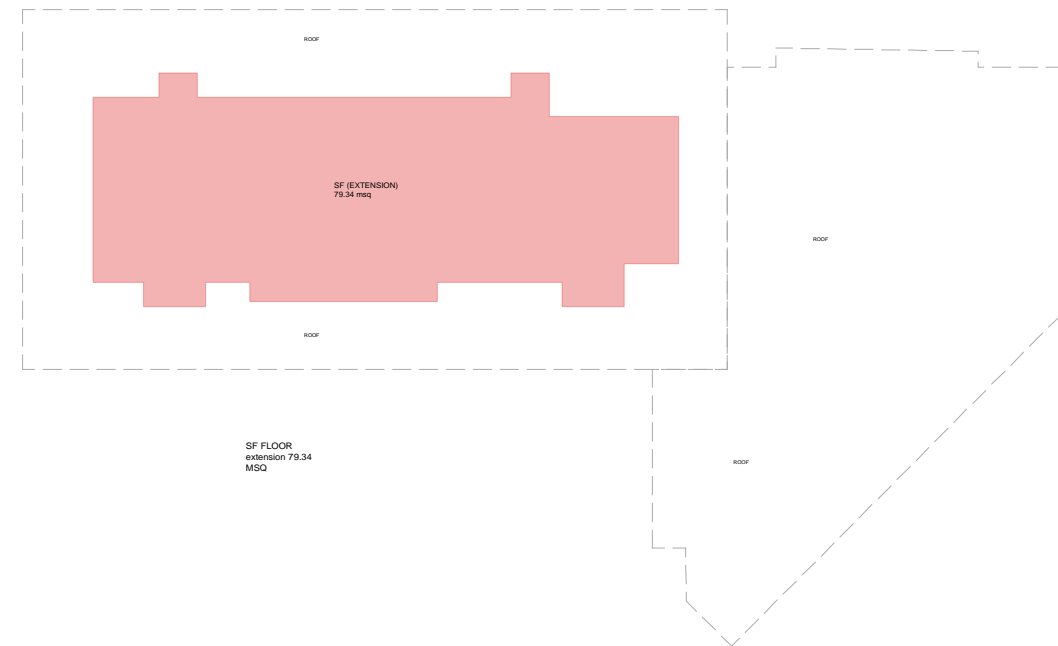 ROOF
SF (EXTENSION)
79.34 msq
ROOF
ROOF
SF FLOOR
extension 79.34
MSQ
ROOF